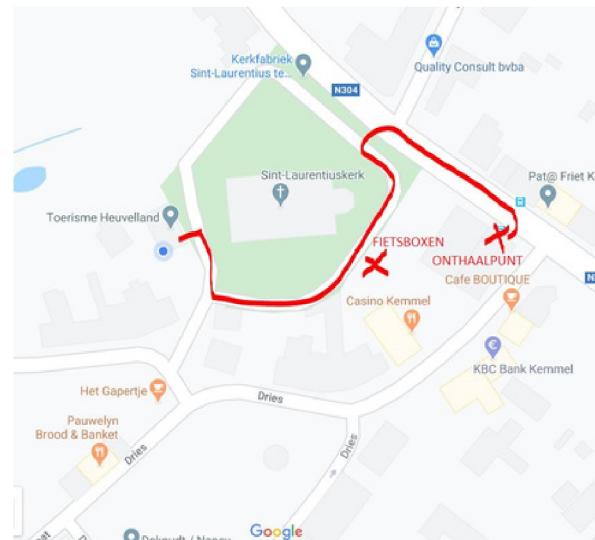 Kerkfabriek
Sint-Laurentius te...
Quality Consult bvba
N304
Sint-Laurentiuskerk
Pat@ Friet K
Toerisme Heuvelland
FIETSBOXEN
ONTHAALPUNT
Cafe BOUTIQUE
Casino Kemmel
KBC Bank Kemmel
Het Gapertje
Dries
Pauwelyn
Brood & Banket
Dries
Dries
Google